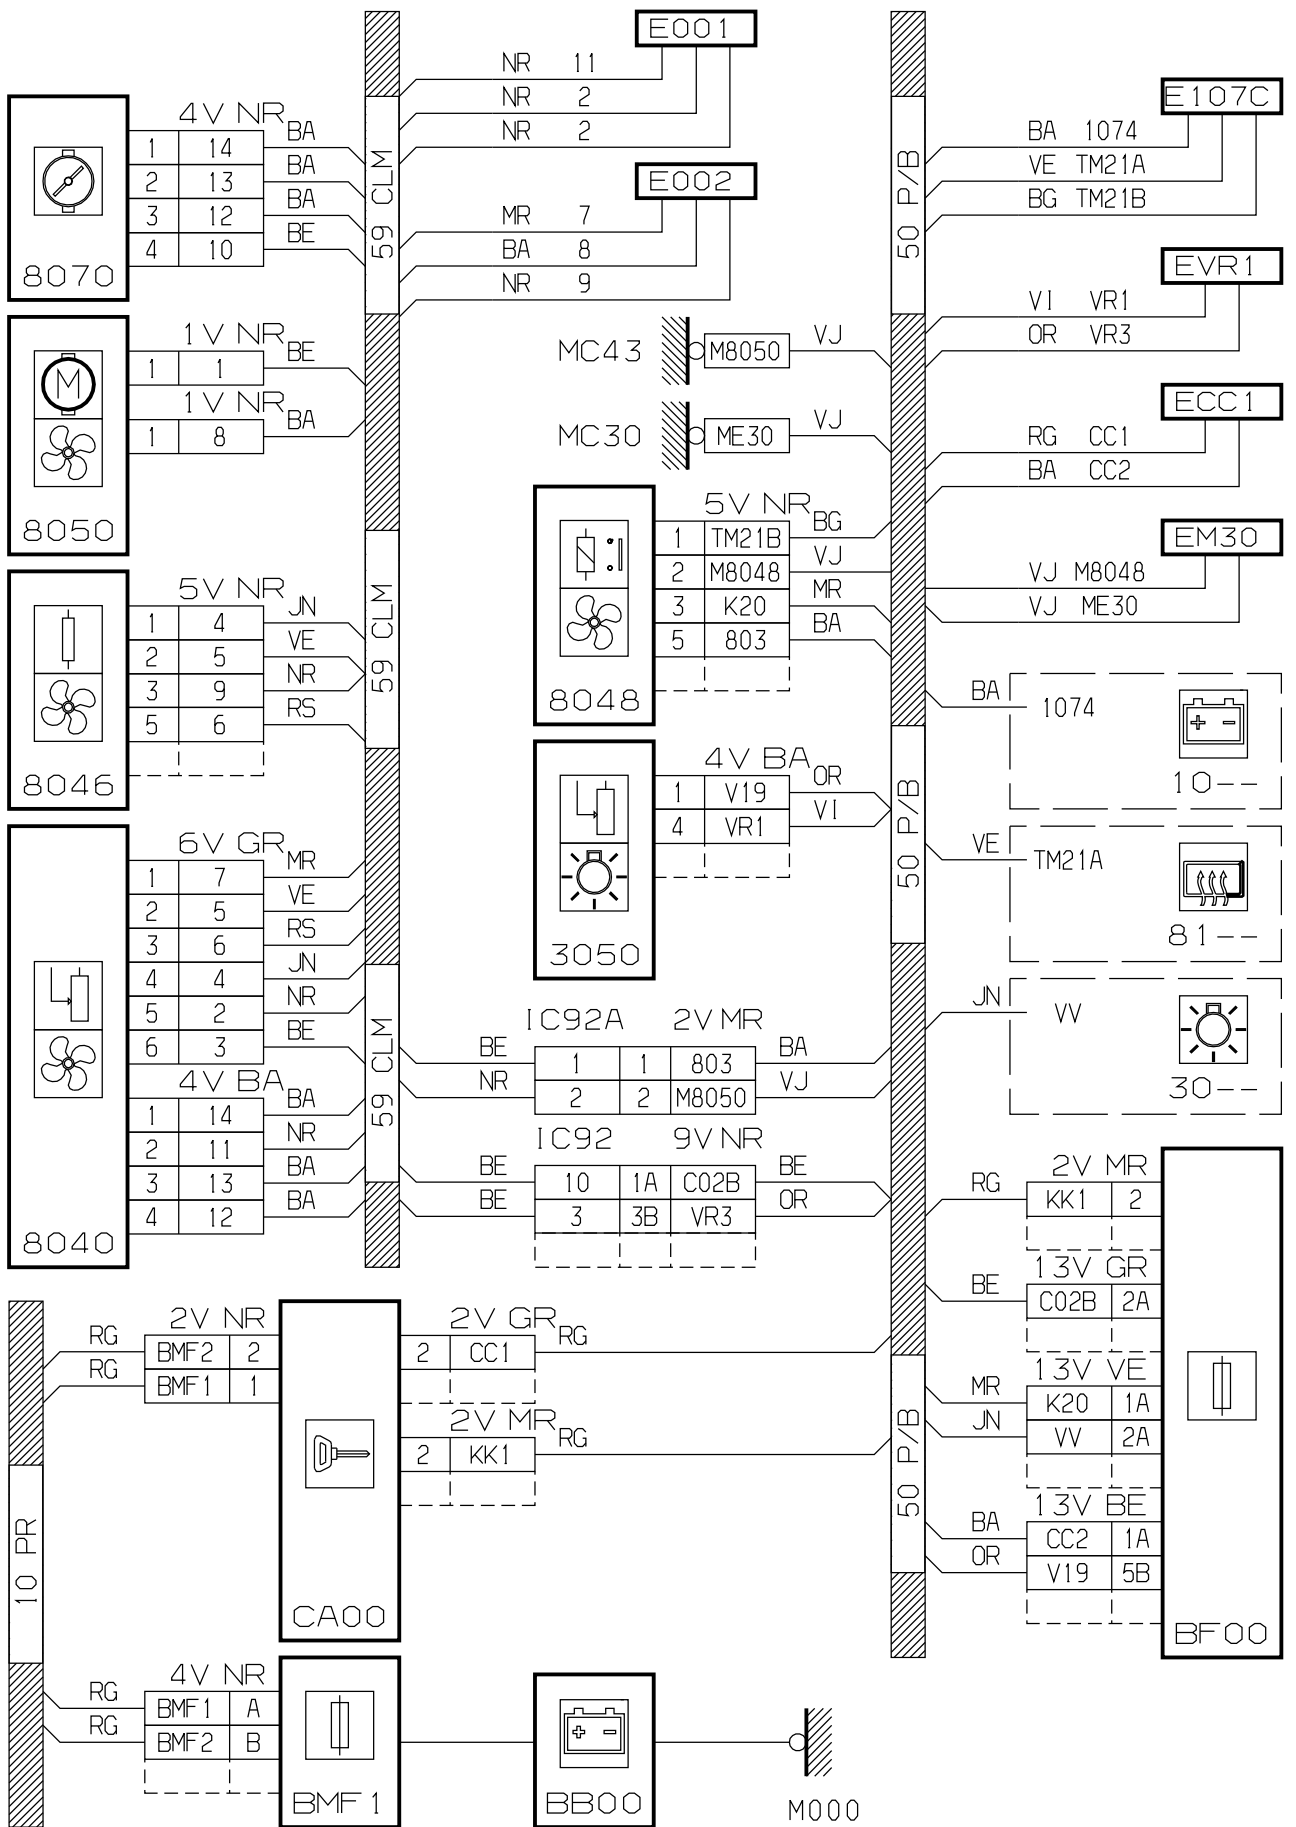 E001
NR 11
NR 2
NR 2
E002
MR 7
BA 8
NR 9
59 CLM
4V NR
1 14 BA
2 13 BA
3 12 BA
4 10 BE
8070
1V NR
1 1 BE
1V NR
1 8 BA
M
8050
59 CLM
5V NR
1 4 JN
2 5 VE
3 9 NR
5 6 RS
8046
6V GR
1 7 MR
2 5 VE
3 6 RS
4 4 JN
5 2 NR
6 3 BE
4V BA
1 14 BA
2 11 NR
3 13 BA
4 12 BA
8040
59 CLM
MC43 M8050 VJ
MC30 ME30 VJ
5V NR
1 TM21B BG
2 M8048 VJ
3 K20 MR
5 803 BA
8048
4V BA
1 V19 OR
4 VR1 VI
3050
IC92A 2V MR
BE 1 1 803 BA
NR 2 2 M8050 VJ
IC92 9V NR
BE 10 1A C02B BE
BE 3 3B VR3 OR
50 P/B
E107C
BA 1074
VE TM21A
BG TM21B
EVR1
VI VR1
OR VR3
ECC1
RG CC1
BA CC2
EM30
VJ M8048
VJ ME30
50 P/B
BA 1074
+ -
10--
VE TM21A
81--
JN VV
30--
2V MR
RG KK1 2
13V GR
BE C02B 2A
13V VE
MR K20 1A
JN VV 2A
13V BE
BA CC2 1A
OR V19 5B
BF00
50 P/B
2V NR
RG BMF2 2
RG BMF1 1
2V GR
2 CC1 RG
2V MR
2 KK1 RG
CA00
10 PR
4V NR
RG BMF1 A
RG BMF2 B
BMF1
+ -
BB00
M000